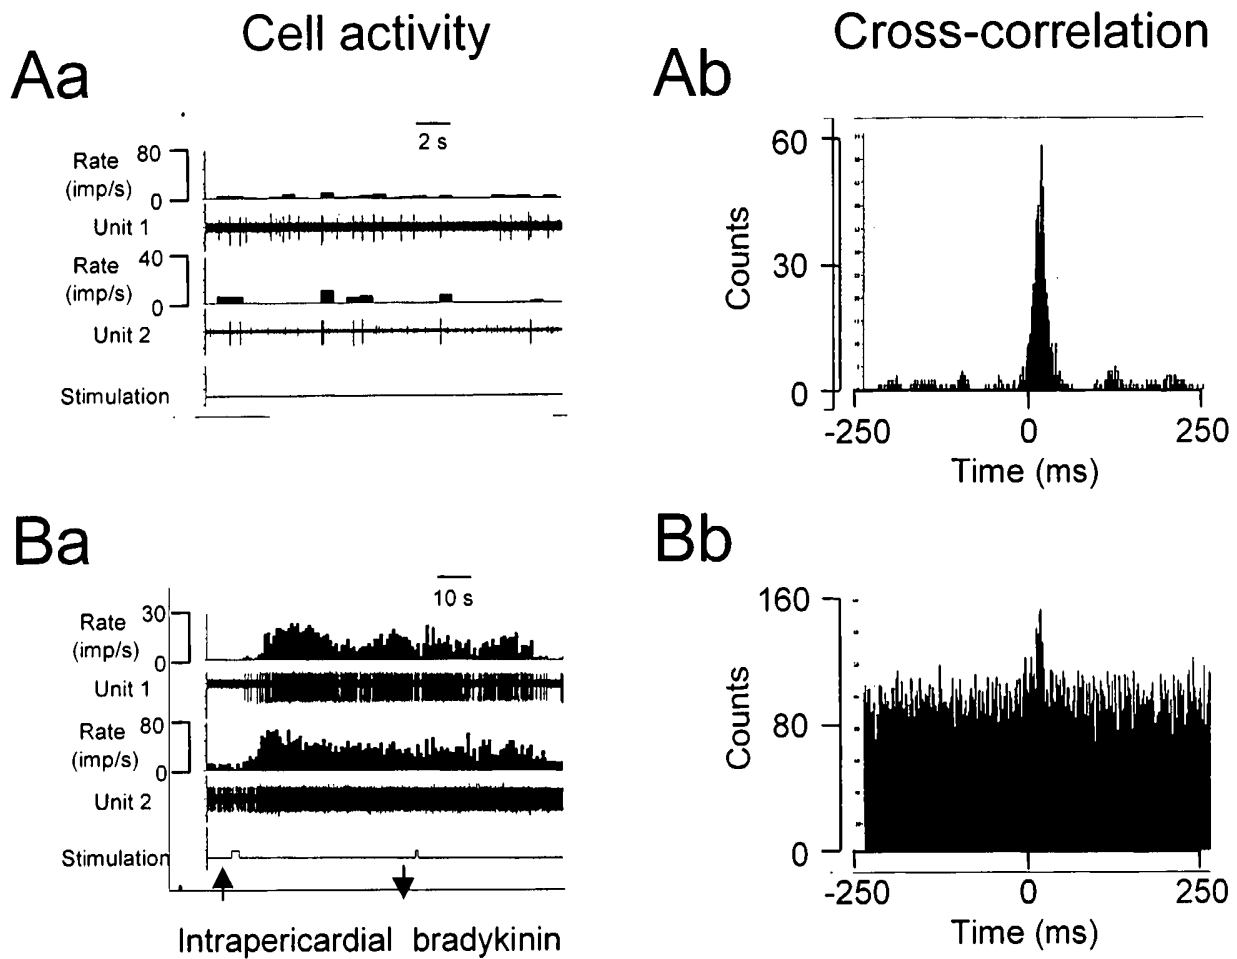 Cell activity
Cross-correlation
Aa
2 s
Rate
(imp/s)
80
0
Unit 1
Rate
(imp/s)
40
0
Unit 2
Stimulation
Ab
60
30
0
Counts
-250
0
250
Time (ms)
Ba
10 s
Rate
(imp/s)
30
0
Unit 1
Rate
(imp/s)
80
0
Unit 2
Stimulation
Intrapericardial bradykinin
Bb
160
80
0
Counts
-250
0
250
Time (ms)